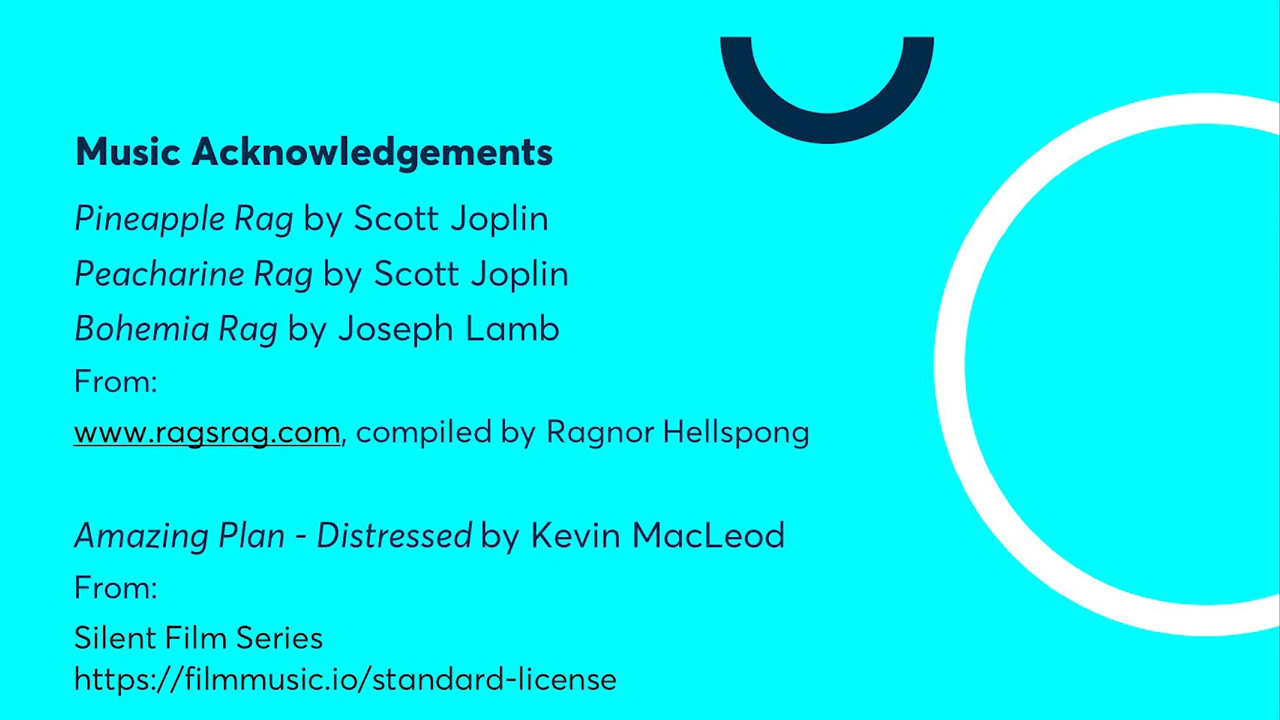 Music Acknowledgements
Pineapple Rag by Scott Joplin
Peacharine Rag by Scott Joplin
Bohemia Rag by Joseph Lamb
From:
www.ragsrag.com, compiled by Ragnor Hellspong
Amazing Plan - Distressed by Kevin MacLeod
From:
Silent Film Series
https://filmmusic.io/standard-license